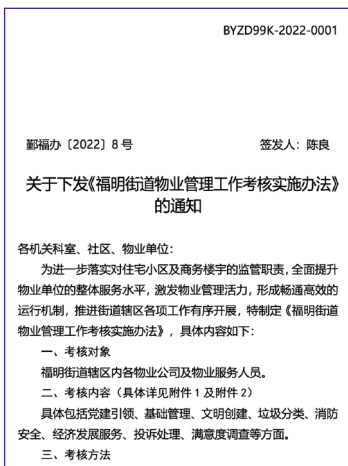 BYZD99K-2022-0001
鄞福办〔2022〕8号 签发人：陈良
关于下发《福明街道物业管理工作考核实施办法》
的通知
各机关科室、社区、物业单位：
为进一步落实对住宅小区及商务楼宇的监管职责，全面提升
物业单位的整体服务水平，激发物业管理活力，形成畅通高效的
运行机制，推进街道辖区各项工作有序开展，特制定《福明街道
物业管理工作考核实施办法》，具体内容如下：
一、考核对象
福明街道辖区内各物业公司及物业服务人员。
二、考核内容（具体详见附件1及附件2）
具体包括党建引领、基础管理、文明创建、垃圾分类、消防
安全、经济发展服务、投诉处理、满意度调查等方面。
三、考核方法